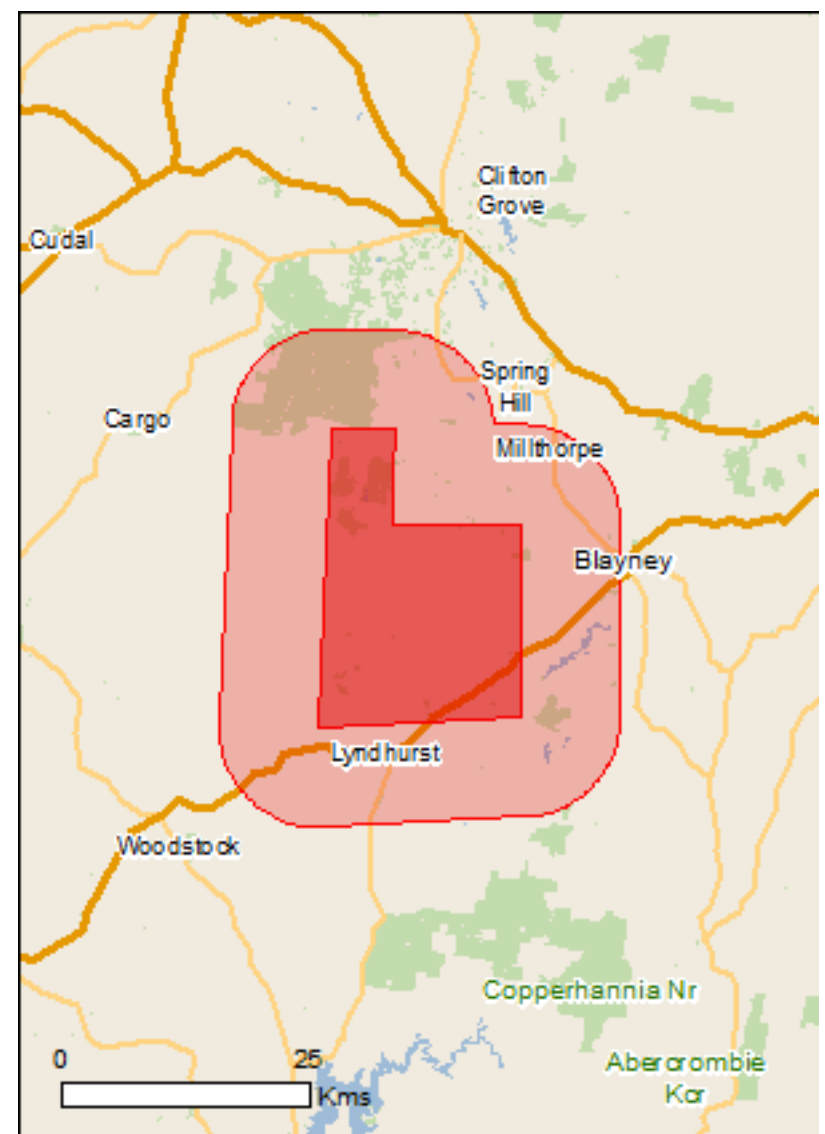 Clifton
Grove
Cudal
Spring
Hill
Cargo
Millthorpe
Blayney
Lyndhurst
Woodstock
Copperhannia Nr
Abercrombie
Kcr
0 25
Kms